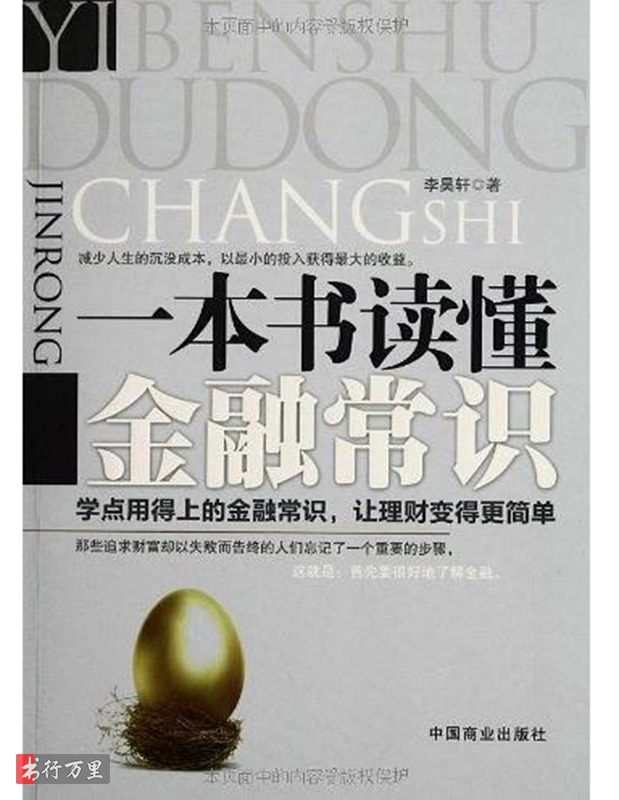 本页面中的内容受版权保护
YIBENSHU
DUDONG
JINRONG
CHANGSHI
李昊轩◎著
减少人生的沉没成本，以最小的投入获得最大的收益。
一本书读懂
金融常识
学点用得上的金融常识，让理财变得更简单
那些追求财富却以失败而告终的人们忘记了一个重要的步骤，
这就是：首先要很好地了解金融。
中国商业出版社
书行万里
本页面中的内容受版权保护